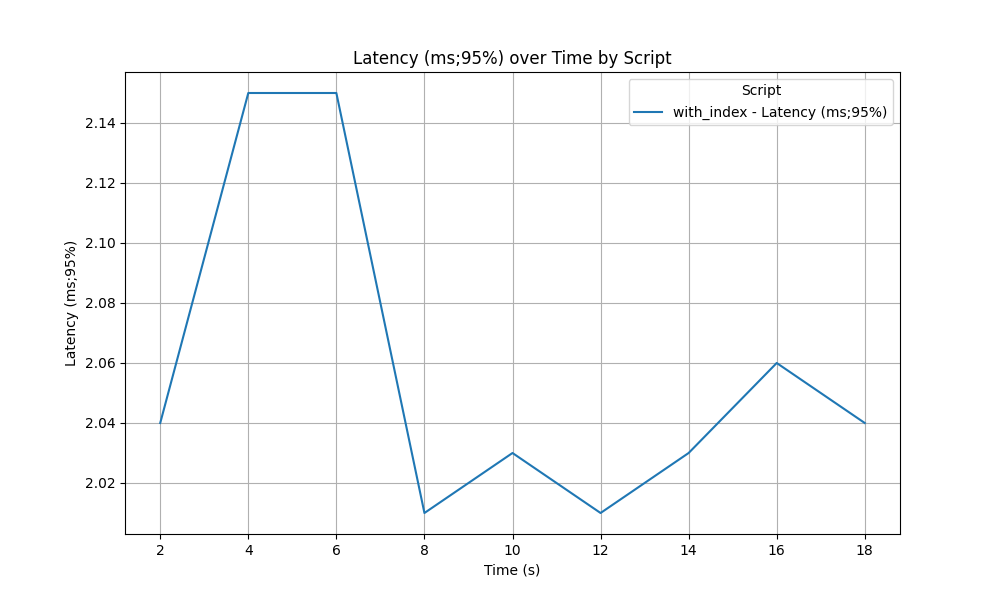 Latency (ms;95%) over Time by Script
Script
with_index - Latency (ms;95%)
Latency (ms;95%)
2.14
2.12
2.10
2.08
2.06
2.04
2.02
2 4 6 8 10 12 14 16 18
Time (s)